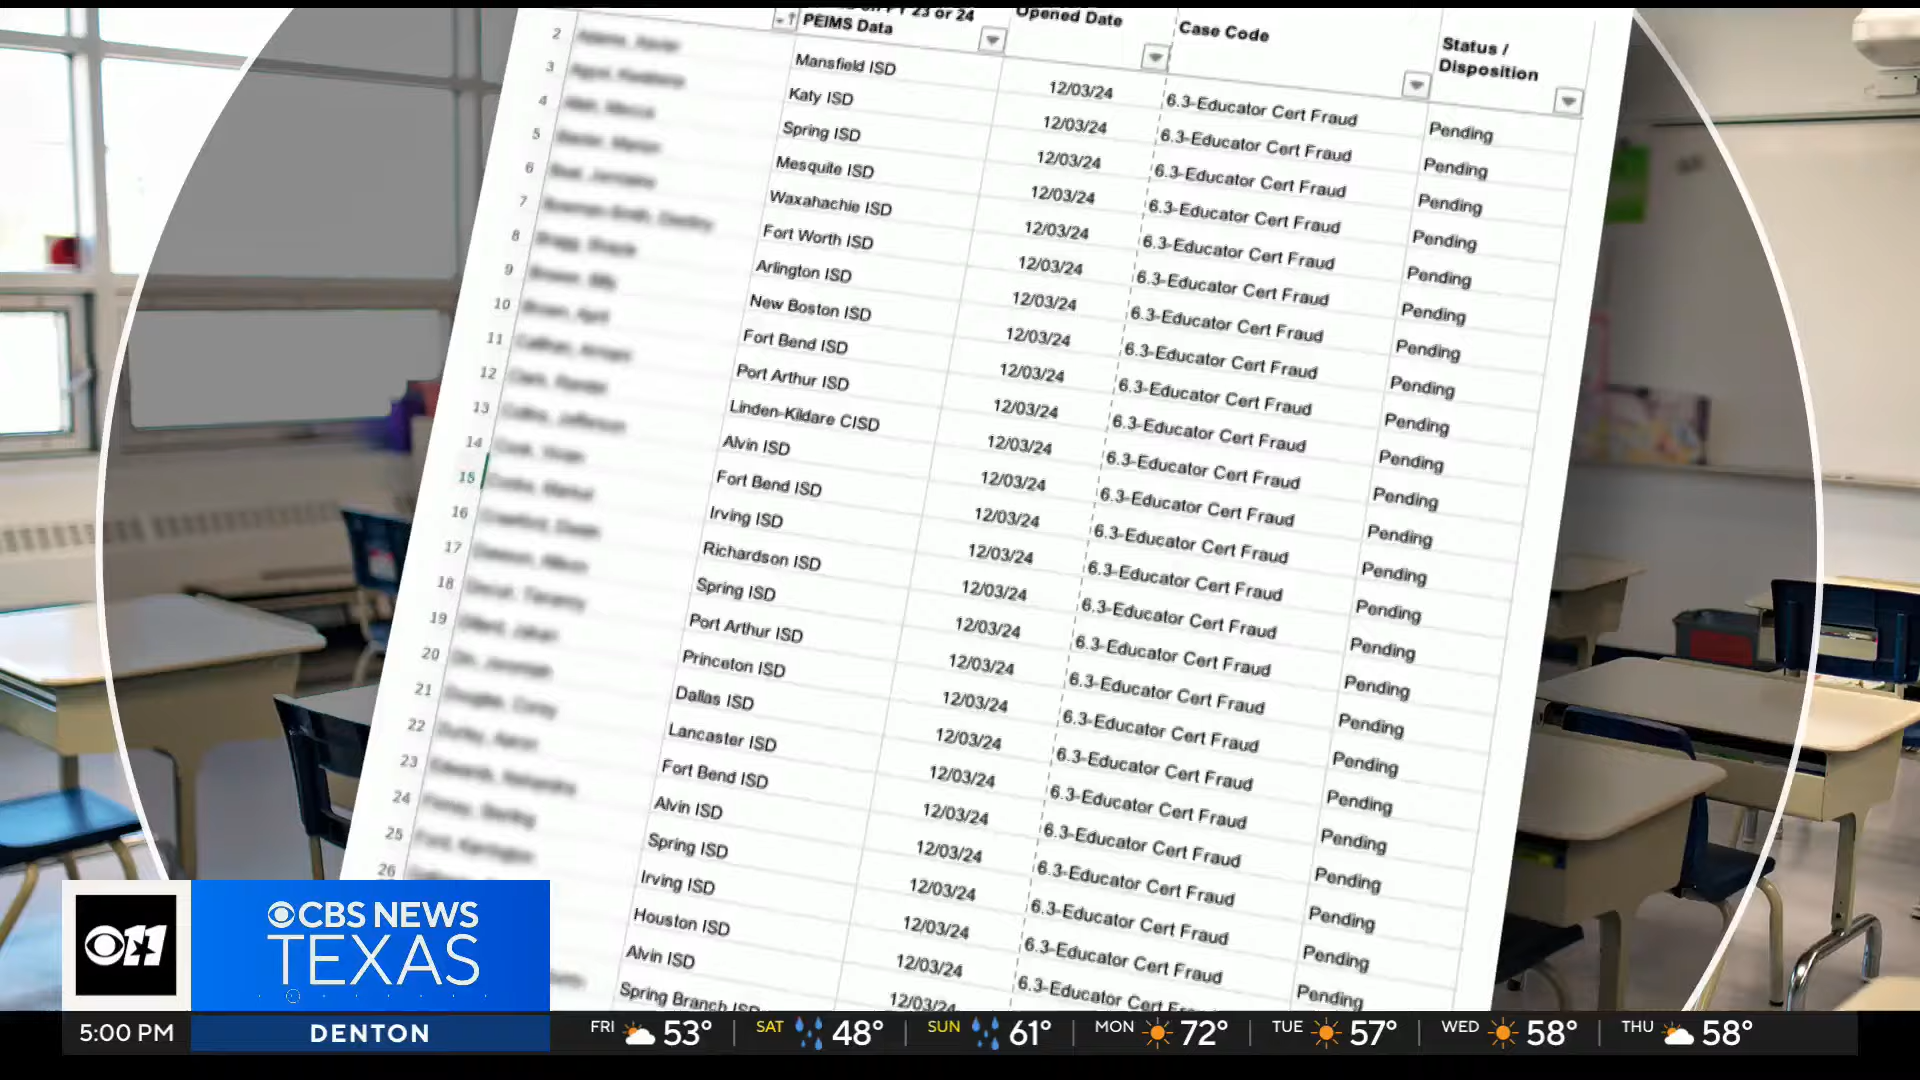 on FY 23 or 24
PEIMS Data
Opened Date
Case Code
Status /
Disposition
2 Mansfield ISD 12/03/24 6.3-Educator Cert Fraud Pending
3 Katy ISD 12/03/24 6.3-Educator Cert Fraud Pending
4 Spring ISD 12/03/24 6.3-Educator Cert Fraud Pending
5 Mesquite ISD 12/03/24 6.3-Educator Cert Fraud Pending
6 Waxahachie ISD 12/03/24 6.3-Educator Cert Fraud Pending
7 Fort Worth ISD 12/03/24 6.3-Educator Cert Fraud Pending
8 Arlington ISD 12/03/24 6.3-Educator Cert Fraud Pending
9 New Boston ISD 12/03/24 6.3-Educator Cert Fraud Pending
10 Fort Bend ISD 12/03/24 6.3-Educator Cert Fraud Pending
11 Port Arthur ISD 12/03/24 6.3-Educator Cert Fraud Pending
12 Linden-Kildare CISD 12/03/24 6.3-Educator Cert Fraud Pending
13 Alvin ISD 12/03/24 6.3-Educator Cert Fraud Pending
14 Fort Bend ISD 12/03/24 6.3-Educator Cert Fraud Pending
15 Irving ISD 12/03/24 6.3-Educator Cert Fraud Pending
16 Richardson ISD 12/03/24 6.3-Educator Cert Fraud Pending
17 Spring ISD 12/03/24 6.3-Educator Cert Fraud Pending
18 Port Arthur ISD 12/03/24 6.3-Educator Cert Fraud Pending
19 Princeton ISD 12/03/24 6.3-Educator Cert Fraud Pending
20 Dallas ISD 12/03/24 6.3-Educator Cert Fraud Pending
21 Lancaster ISD 12/03/24 6.3-Educator Cert Fraud Pending
22 Fort Bend ISD 12/03/24 6.3-Educator Cert Fraud Pending
23 Alvin ISD 12/03/24 6.3-Educator Cert Fraud Pending
24 Spring ISD 12/03/24 6.3-Educator Cert Fraud Pending
25 Irving ISD 12/03/24 6.3-Educator Cert Fraud Pending
26 Houston ISD 12/03/24 6.3-Educator Cert Fraud Pending
Alvin ISD 12/03/24
Spring Branch ISD
11
CBS NEWS
TEXAS
5:00 PM DENTON FRI 53° SAT 48° SUN 61° MON 72° TUE 57° WED 58° THU 58°